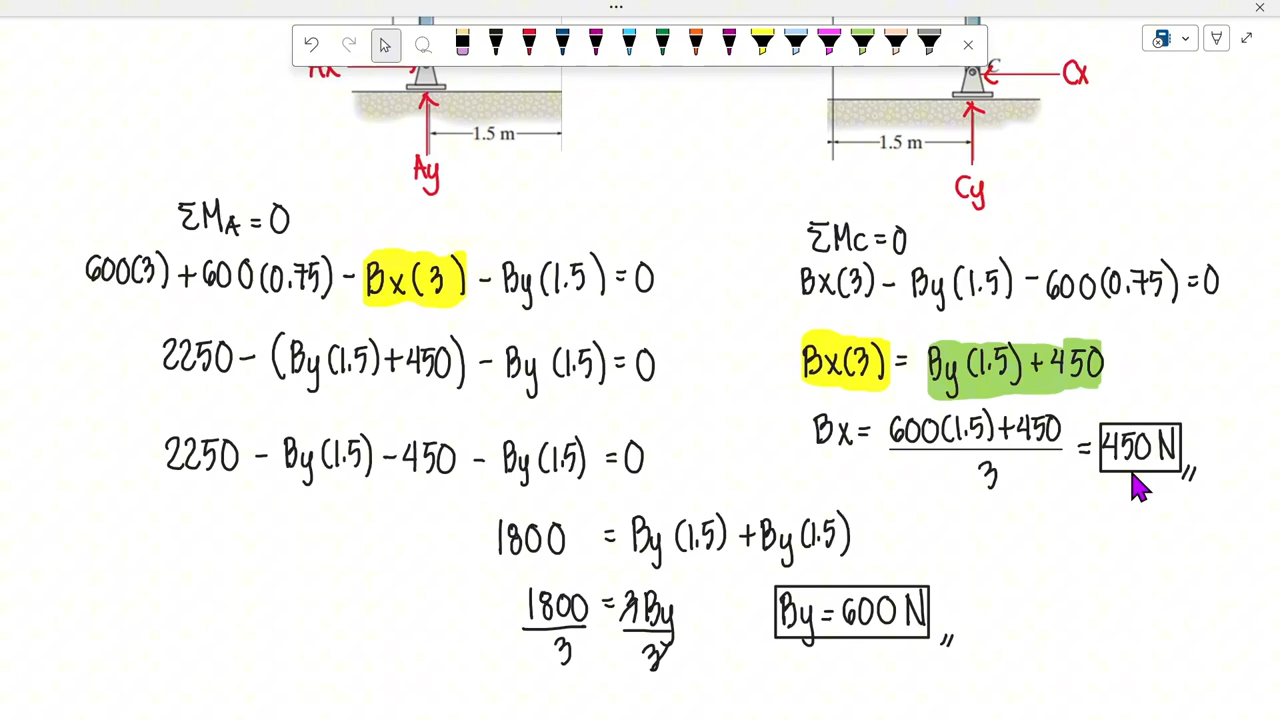 Ax
Cx
C
1.5 m
1.5 m
Ay
Cy
ΣMA = 0
600(3) + 600(0.75) - Bx(3) - By(1.5) = 0
2250 - (By(1.5) + 450) - By(1.5) = 0
2250 - By(1.5) - 450 - By(1.5) = 0
ΣMc = 0
Bx(3) - By(1.5) - 600(0.75) = 0
Bx(3) = By(1.5) + 450
Bx = 600(1.5) + 450 / 3 = 450 N
1800 = By(1.5) + By(1.5)
1800 / 3 = 3By / 3
By = 600 N